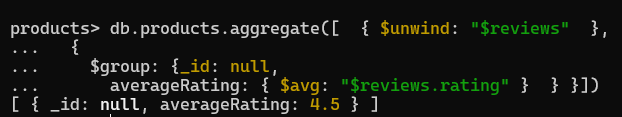 products> db.products.aggregate([  { $unwind: "$reviews"  },
...   {
...     $group: {_id: null,
...       averageRating: { $avg: "$reviews.rating" }  } }])
[ { _id: null, averageRating: 4.5 } ]